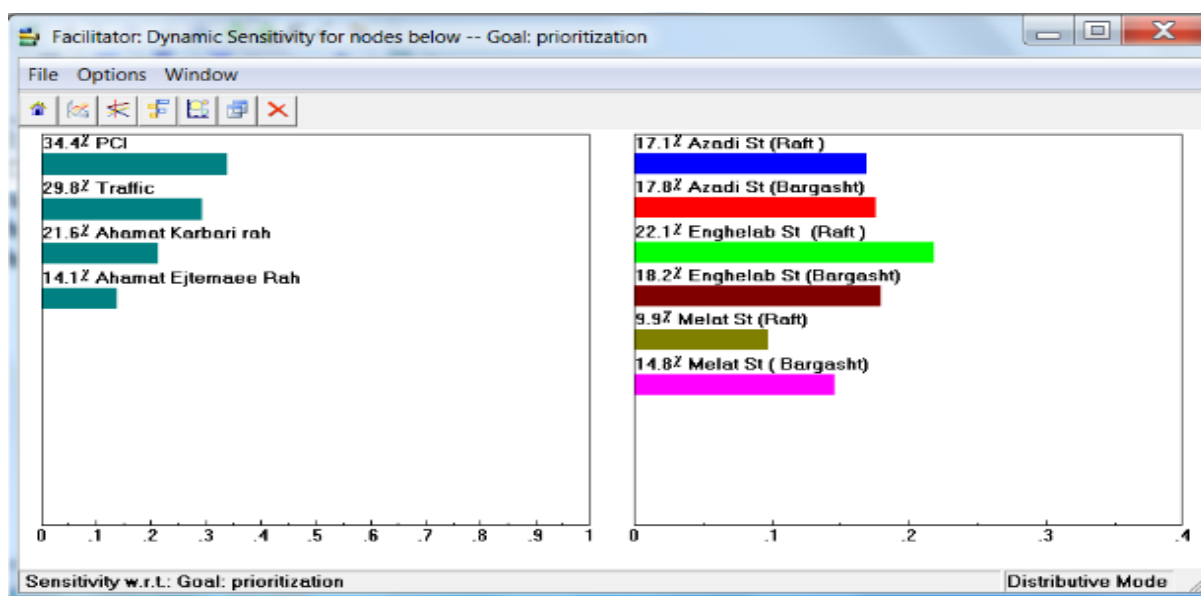 Facilitator: Dynamic Sensitivity for nodes below -- Goal: prioritization
File Options Window
34.4% PCI
29.8% Traffic
21.6% Ahamat Karbari rah
14.1% Ahamat Ejtemaee Rah
0 .1 .2 .3 .4 .5 .6 .7 .8 .9 1
17.1% Azadi St (Raft )
17.8% Azadi St (Bargasht)
22.1% Enghelab St (Raft )
18.2% Enghelab St (Bargasht)
9.9% Melat St (Raft)
14.8% Melat St ( Bargasht)
0 .1 .2 .3 .4
Sensitivity w.r.t.: Goal: prioritization
Distributive Mode